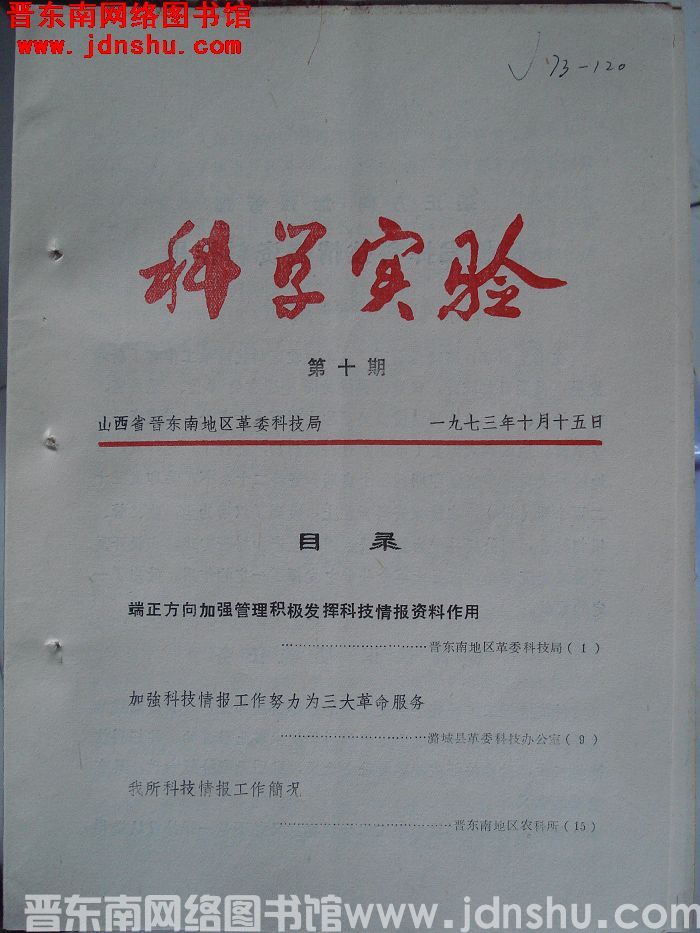 晋东南网络图书馆
www.jdnshu.com
√ 73-120
科学实验
第十期
山西省晋东南地区革委科技局 一九七三年十月十五日
目录
端正方向加强管理积极发挥科技情报资料作用
…………………………晋东南地区革委科技局(1)
加強科技情报工作努力为三大革命服务
…………………………潞城县革委科技办公室(9)
我所科技情报工作簡况
…………………………晋东南地区农科所(15)
晋东南网络图书馆www.jdnshu.com